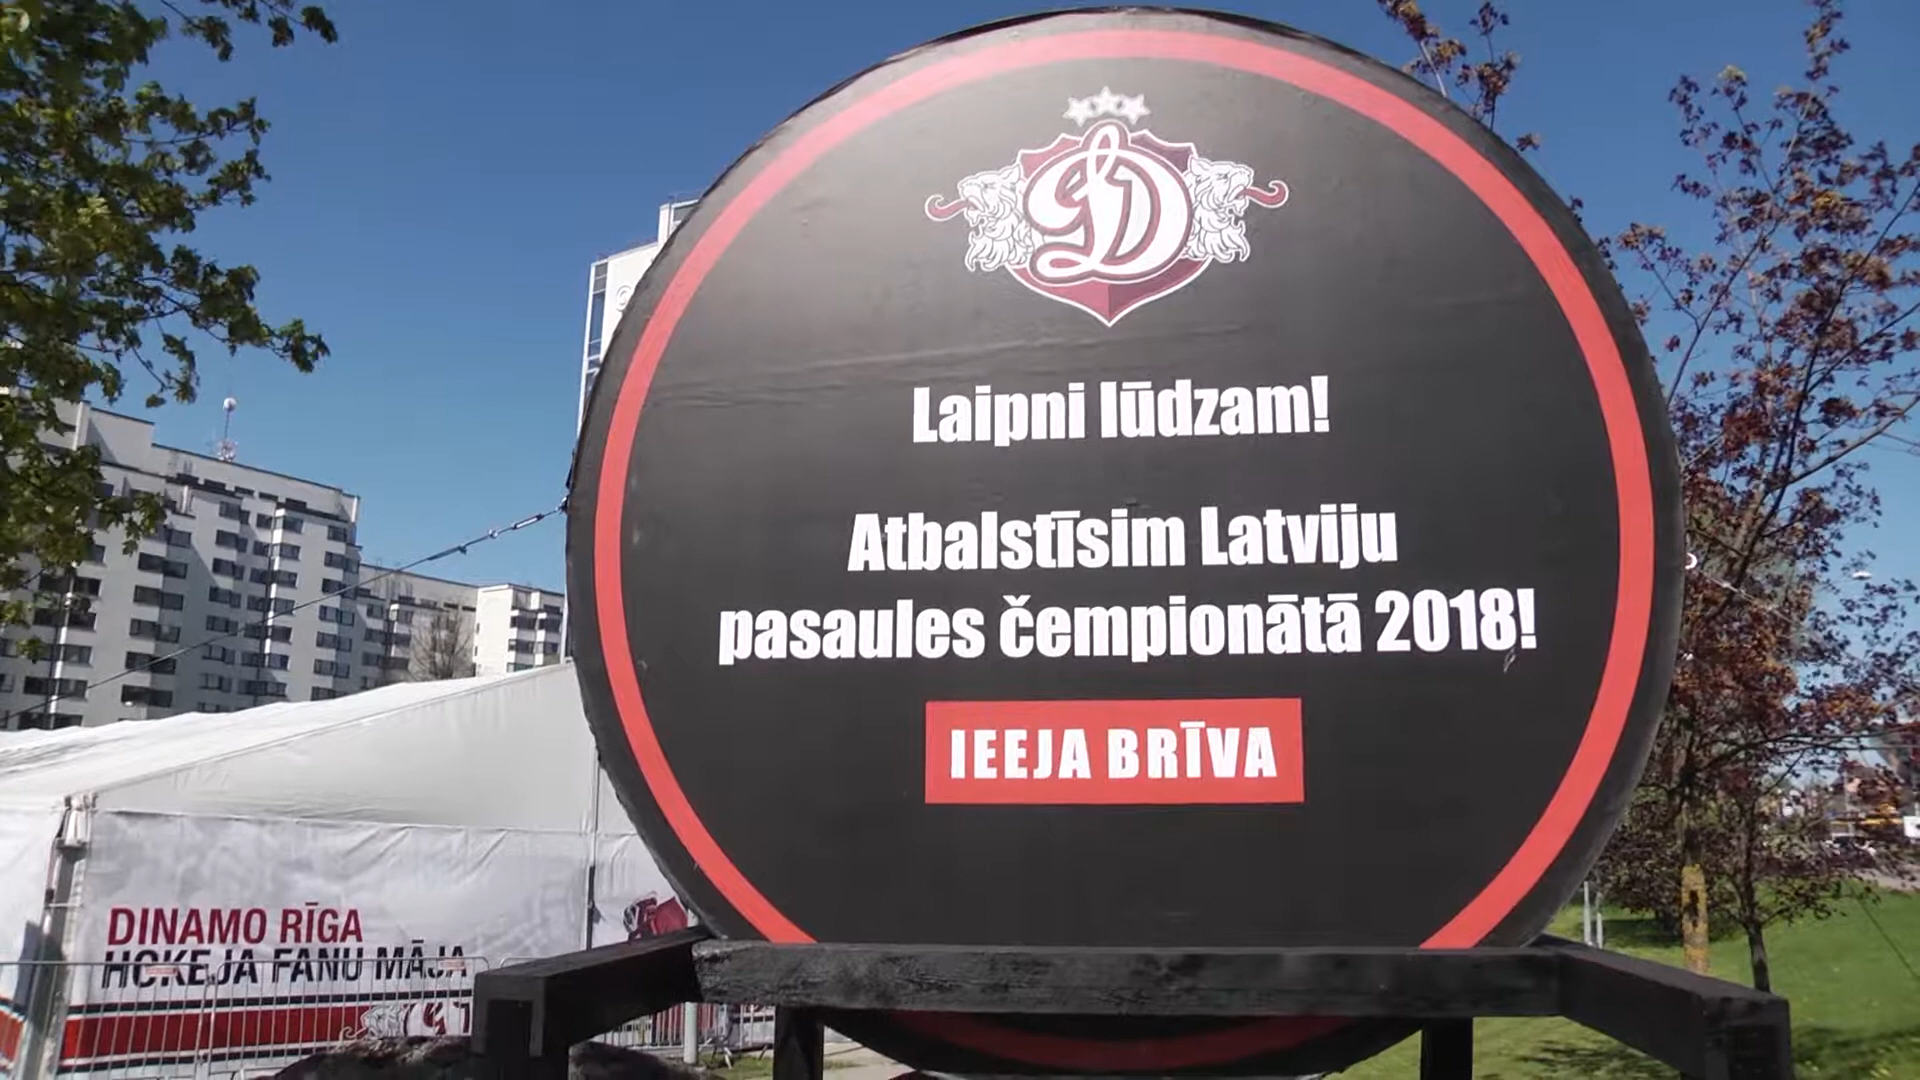 D
Laipni lūdzam!
Atbalstīsim Latviju
pasaules čempionātā 2018!
IEEJA BRĪVA
DINAMO RĪGA
HOKEJA FANU MĀJA